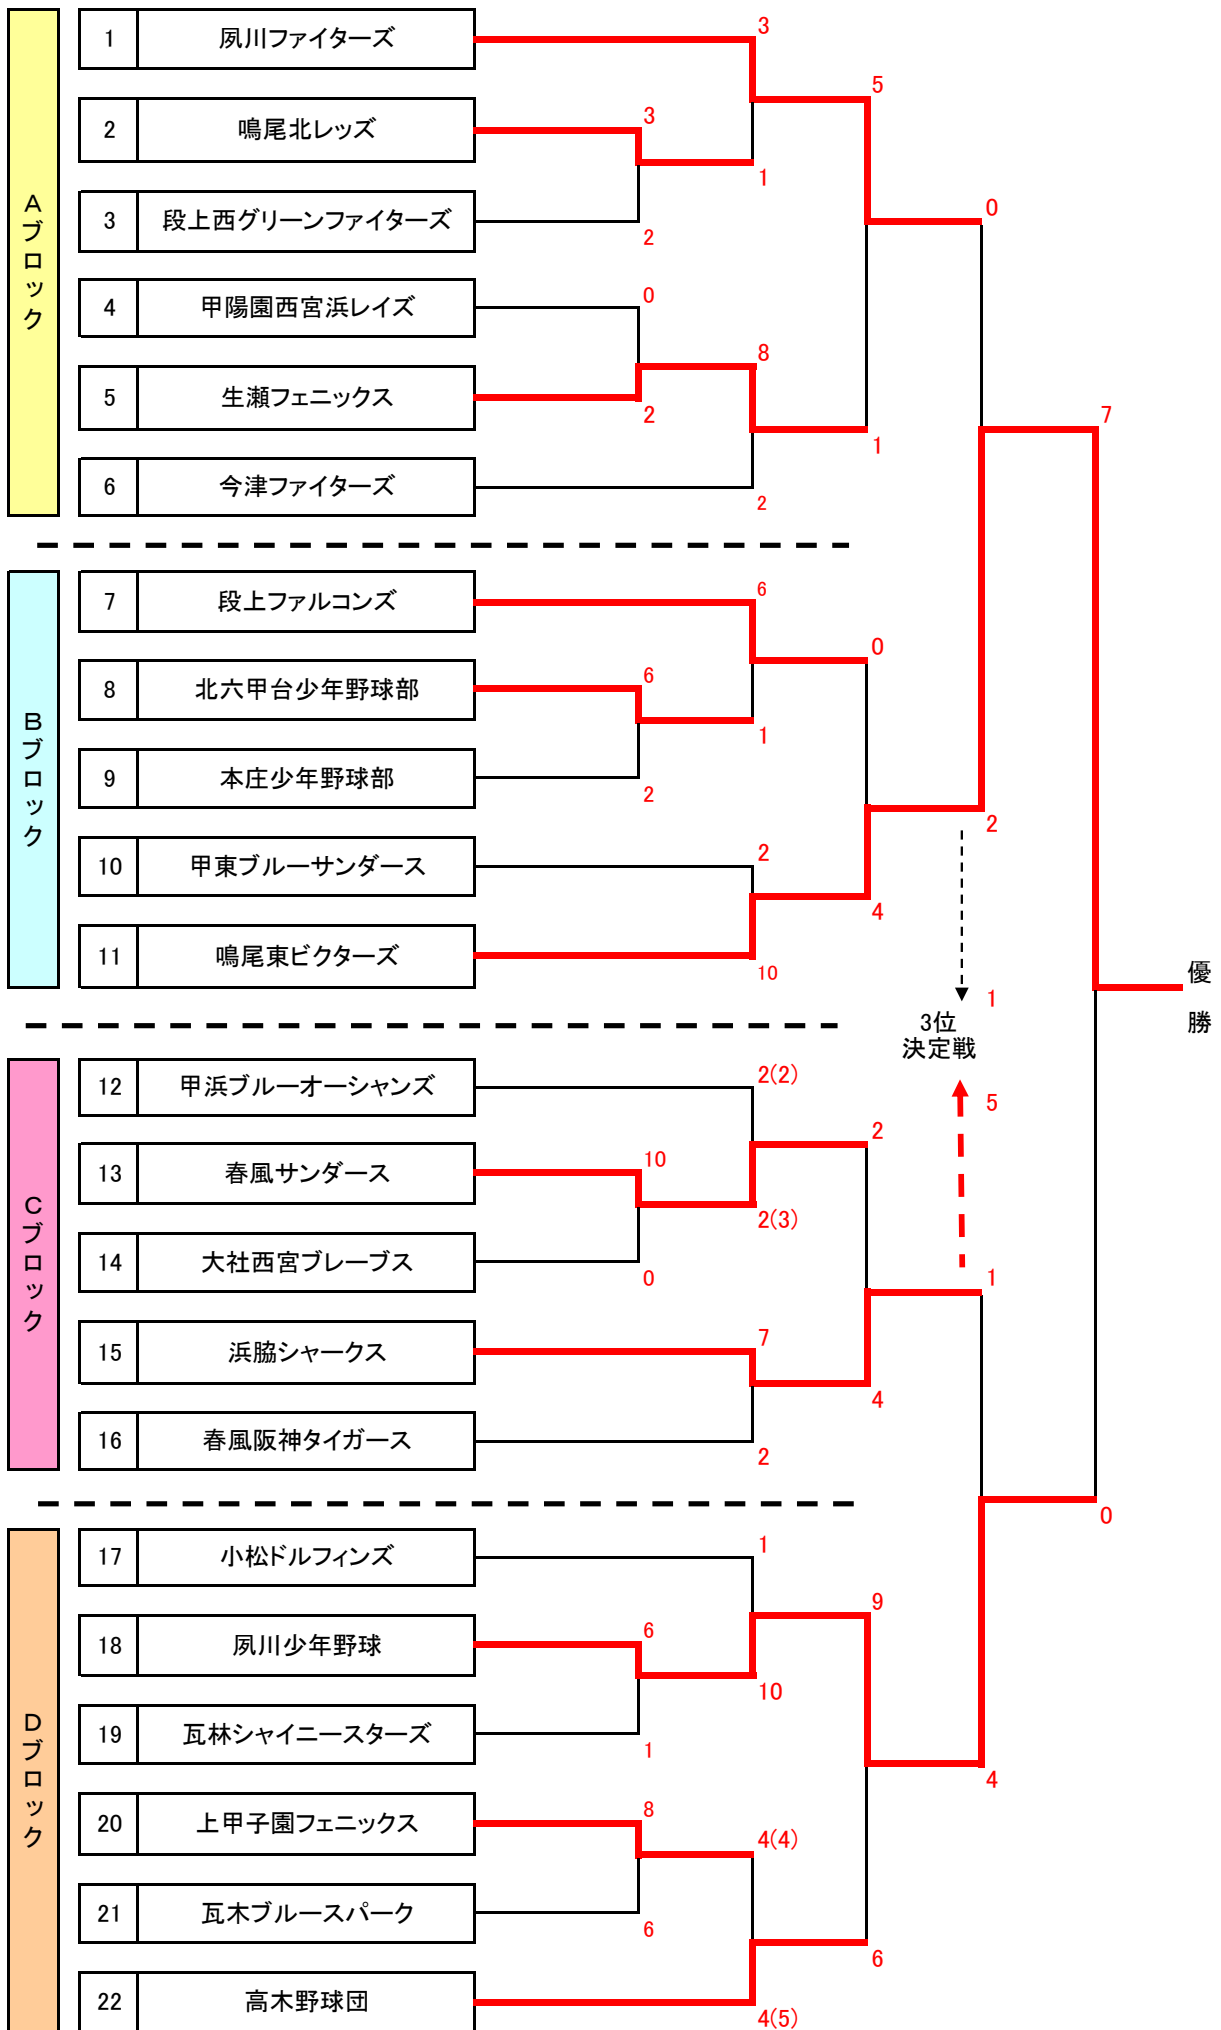 Aブロック
1 夙川ファイターズ 3
5
2 鳴尾北レッズ 3
1
3 段上西グリーンファイターズ 2
0
4 甲陽園西宮浜レイズ 0
8
5 生瀬フェニックス 2
7
1
6 今津ファイターズ 2
Bブロック
7 段上ファルコンズ 6
0
8 北六甲台少年野球部 6
1
9 本庄少年野球部 2
2
10 甲東ブルーサンダース 2
4
11 鳴尾東ビクターズ 10
1
優
勝
3位
決定戦
Cブロック
12 甲浜ブルーオーシャンズ 2(2)
5
2
13 春風サンダース 10
2(3)
14 大社西宮ブレーブス 0
1
15 浜脇シャークス 7
4
16 春風阪神タイガース 2
0
Dブロック
17 小松ドルフィンズ 1
9
18 夙川少年野球 6
10
19 瓦林シャイニースターズ 1
4
20 上甲子園フェニックス 8
4(4)
21 瓦木ブルースパーク 6
6
22 高木野球団 4(5)